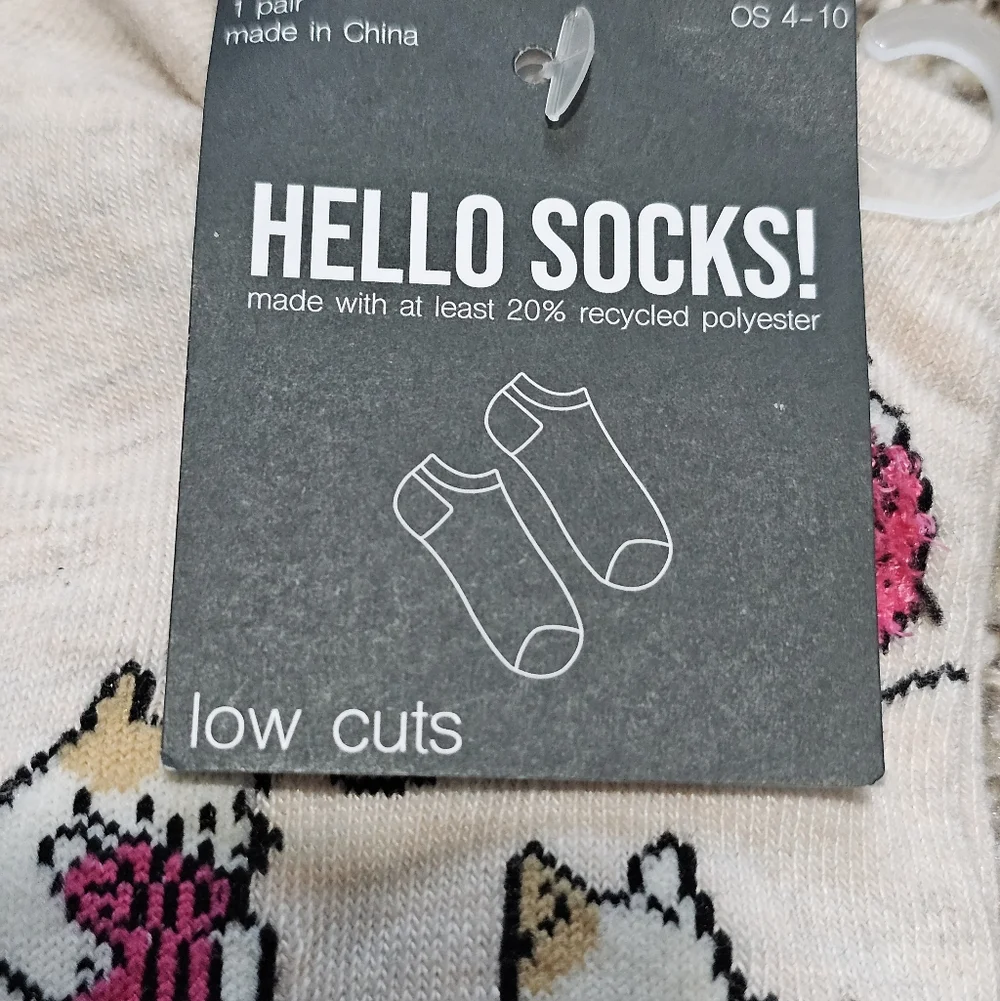 1 pair
made in China
OS 4-10
HELLO SOCKS!
made with at least 20% recycled polyester
low cuts